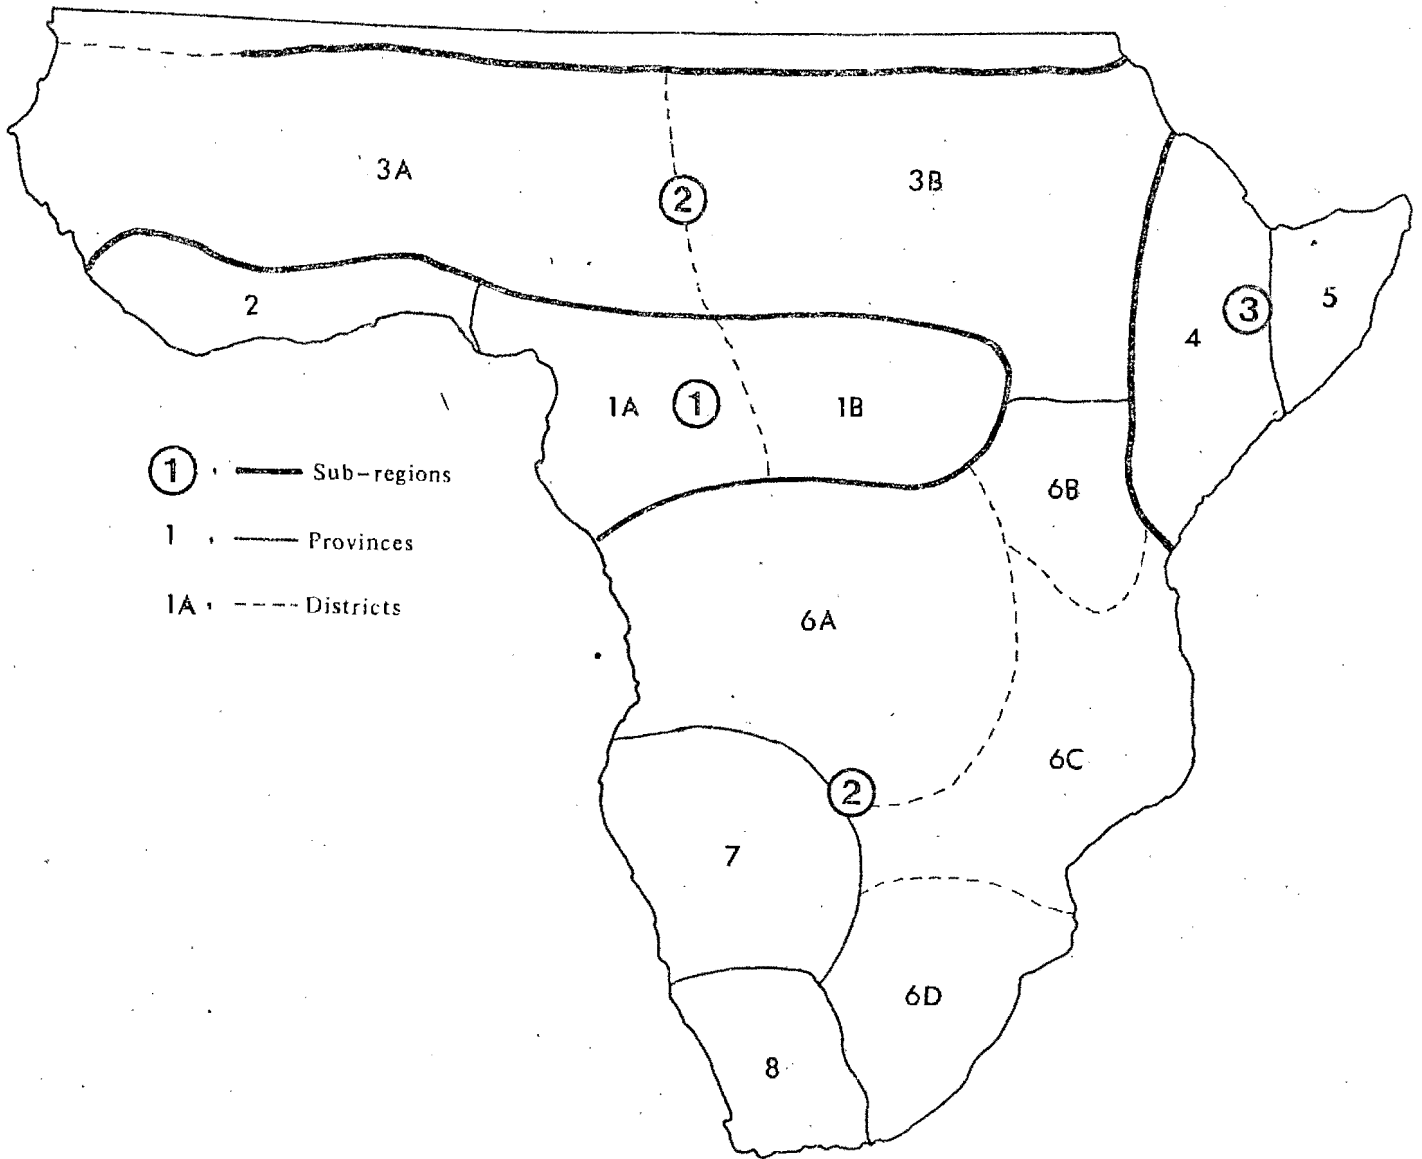 3A
3B
2
2
3
5
4
1A
1
1B
1 , Sub-regions
6B
1 , Provinces
1A , Districts
6A
6C
2
7
6D
8